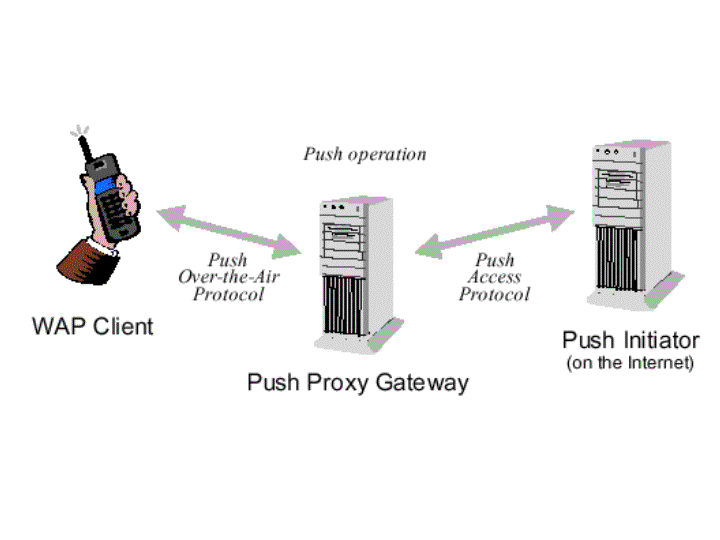 Push operation
Push
Over-the-Air
Protocol
Push
Access
Protocol
WAP Client
Push Proxy Gateway
Push Initiator
(on the Internet)